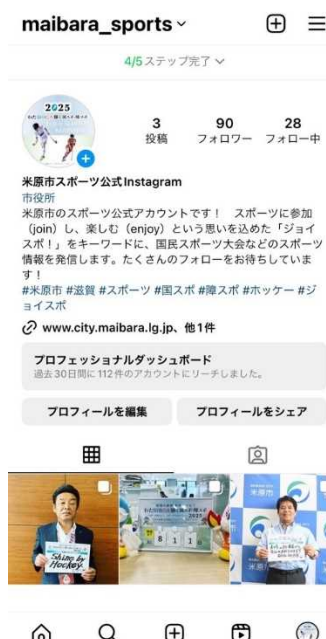 maibara_sports
4/5ステップ完了
2025
3
90
28
投稿
フォロワー
フォロー中
米原市スポーツ公式Instagram
市役所
米原市のスポーツ公式アカウントです！　スポーツに参加
（join）し、楽しむ（enjoy）という思いを込めた「ジョイ
スポ！」をキーワードに、国民スポーツ大会などのスポーツ
情報を発信します。たくさんのフォローをお待ちしていま
す！
#米原市 #滋賀 #スポーツ #国スポ #障スポ #ホッケー #ジ
ョイスポ
www.city.maibara.lg.jp、他1件
プロフェッショナルダッシュボード
過去30日間に112件のアカウントにリーチしました。
プロフィールを編集
プロフィールをシェア
Shine by
Hockey.
2025
8 1 1
米原市